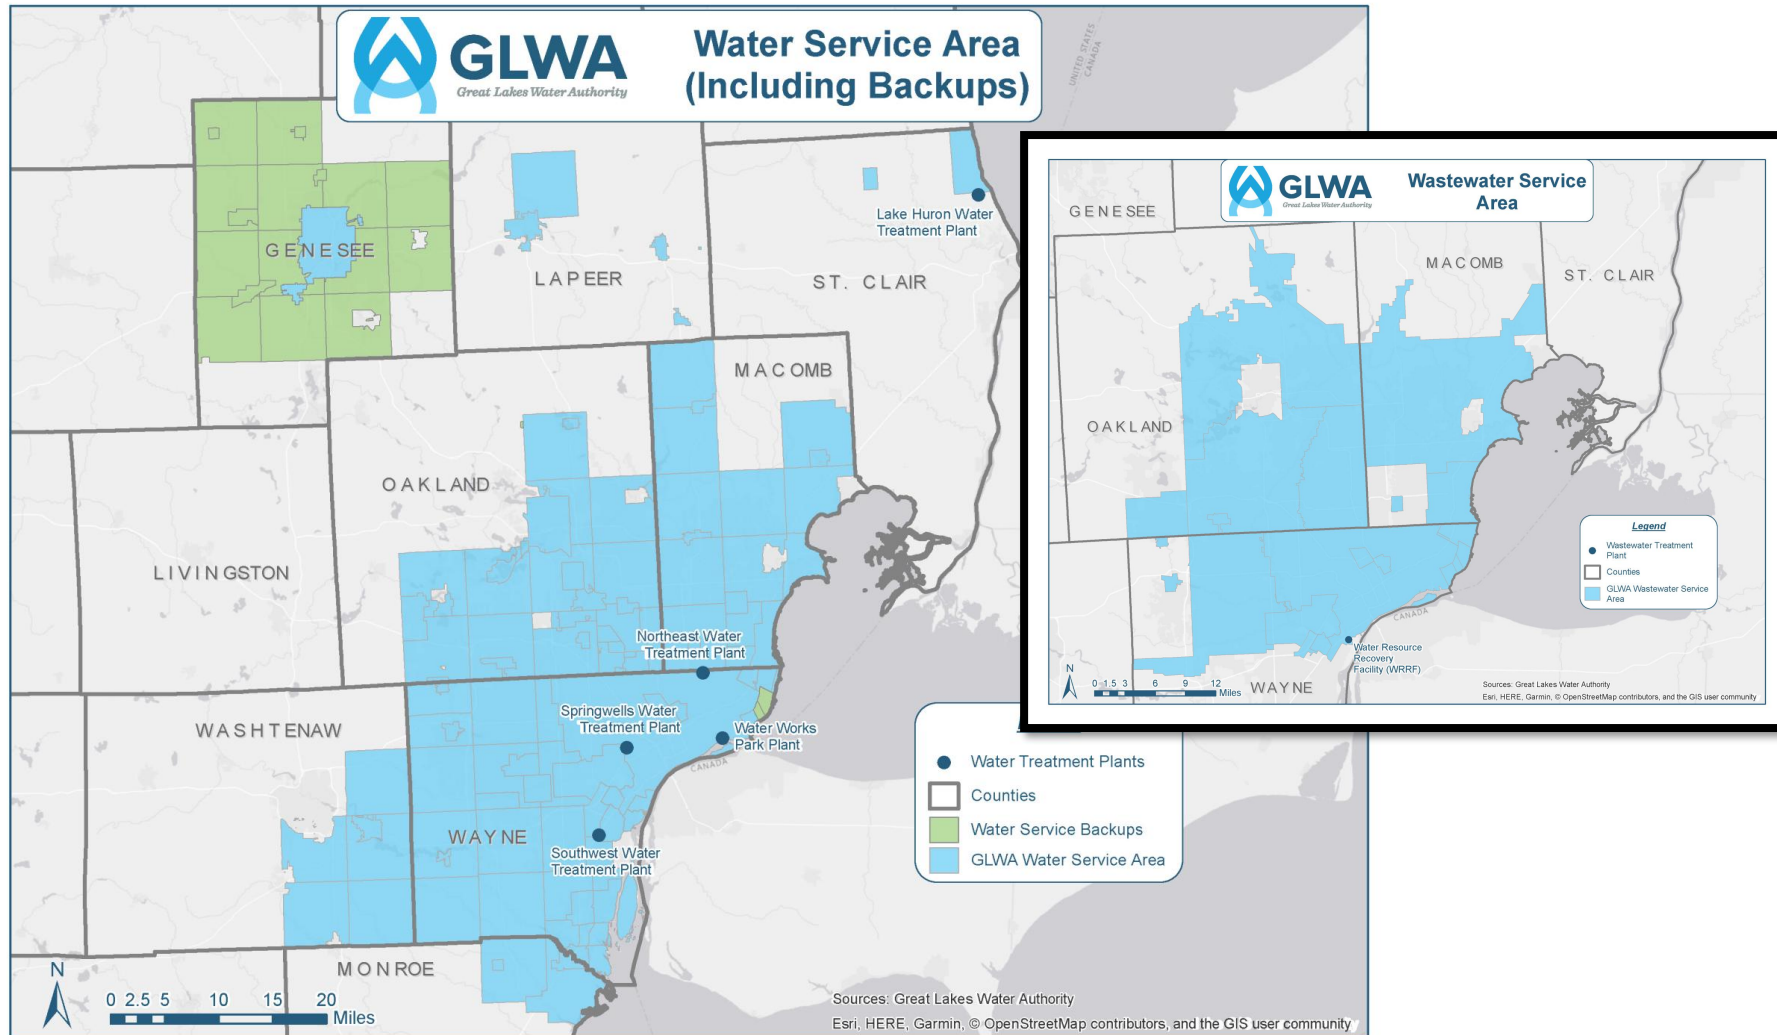 GLWA
Great Lakes Water Authority
Water Service Area
(Including Backups)
UNITED STATES
CANADA
Lake Huron Water
Treatment Plant
GENESEE
LAPEER
ST. CLAIR
MACOMB
OAKLAND
LIVINGSTON
Northeast Water
Treatment Plant
WASHTENAW
Springwells Water
Treatment Plant
Water Works
Park Plant
CANADA
WAYNE
Southwest Water
Treatment Plant
MONROE
N
0 2.5 5 10 15 20
Miles
Water Treatment Plants
Counties
Water Service Backups
GLWA Water Service Area
Sources: Great Lakes Water Authority
Esri, HERE, Garmin, © OpenStreetMap contributors, and the GIS user community
GLWA
Great Lakes Water Authority
Wastewater Service
Area
GENESEE
MACOMB
ST. CLAIR
OAKLAND
Legend
Wastewater Treatment
Plant
Counties
GLWA Wastewater Service
Area
CANADA
Water Resource
Recovery
Facility (WRRF)
WAYNE
N
0 1.5 3 6 9 12
Miles
Sources: Great Lakes Water Authority
Esri, HERE, Garmin, © OpenStreetMap contributors, and the GIS user community